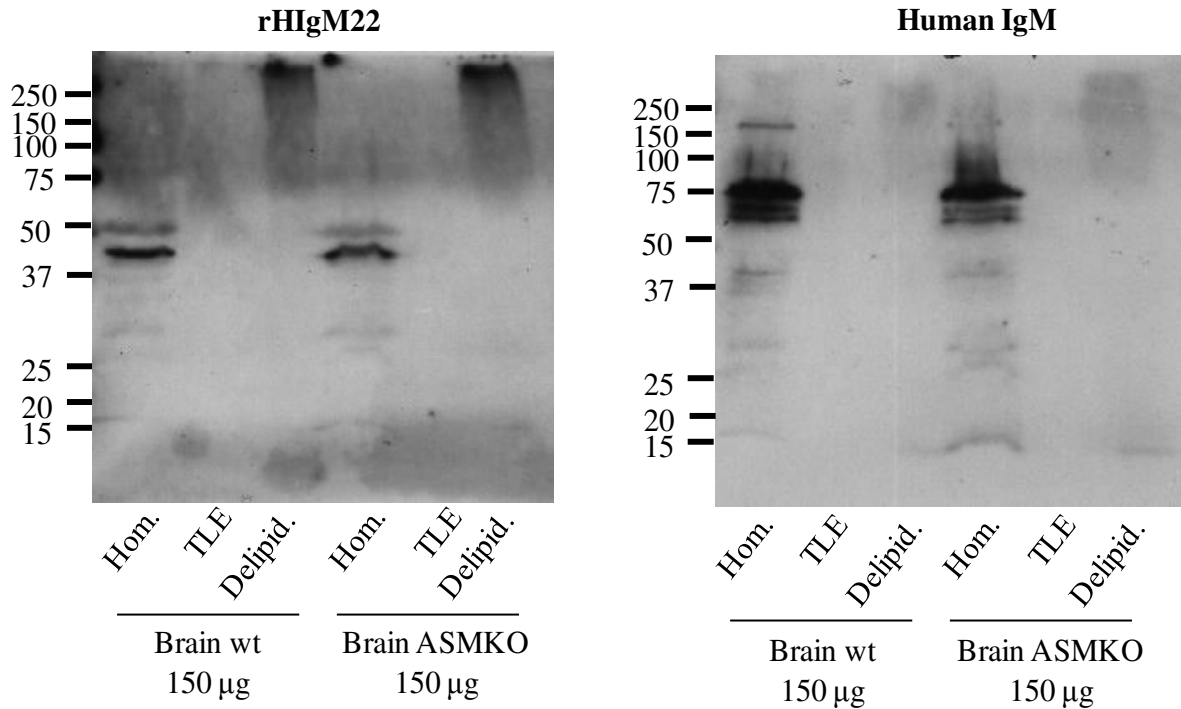 rHIgM22
250
150
100
75
50
37
25
20
15
Hom.
TLE
Delipid.
Hom.
TLE
Delipid.
Brain wt
150 µg
Brain ASMKO
150 µg
Human IgM
250
150
100
75
50
37
25
20
15
Hom.
TLE
Delipid.
Hom.
TLE
Delipid.
Brain wt
150 µg
Brain ASMKO
150 µg